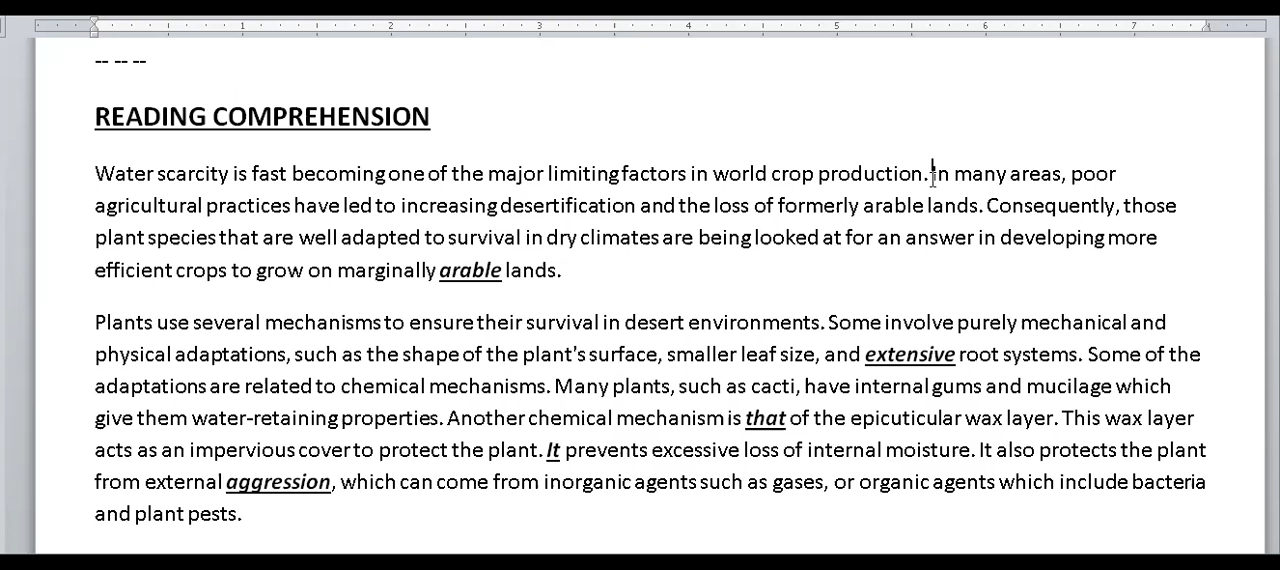 1 2 3 4 5 6 7
-- -- --
READING COMPREHENSION
Water scarcity is fast becoming one of the major limiting factors in world crop production. In many areas, poor
agricultural practices have led to increasing desertification and the loss of formerly arable lands. Consequently, those
plant species that are well adapted to survival in dry climates are being looked at for an answer in developing more
efficient crops to grow on marginally arable lands.
Plants use several mechanisms to ensure their survival in desert environments. Some involve purely mechanical and
physical adaptations, such as the shape of the plant's surface, smaller leaf size, and extensive root systems. Some of the
adaptations are related to chemical mechanisms. Many plants, such as cacti, have internal gums and mucilage which
give them water-retaining properties. Another chemical mechanism is that of the epicuticular wax layer. This wax layer
acts as an impervious cover to protect the plant. It prevents excessive loss of internal moisture. It also protects the plant
from external aggression, which can come from inorganic agents such as gases, or organic agents which include bacteria
and plant pests.